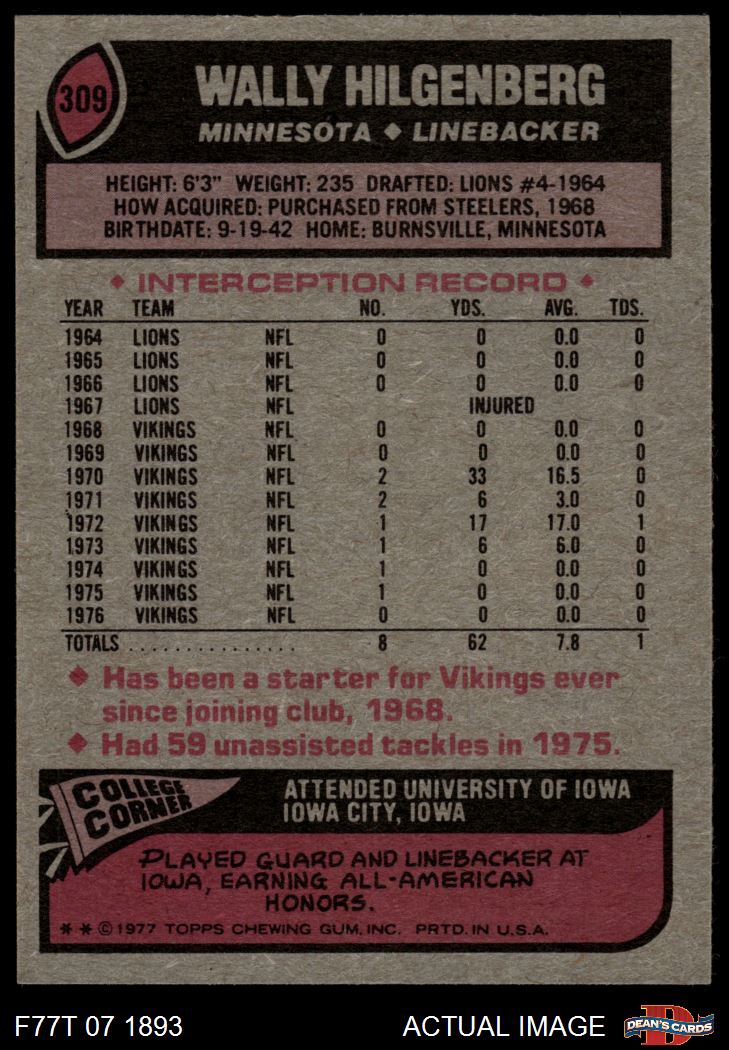 309
WALLY HILGENBERG
MINNESOTA ◆ LINEBACKER
HEIGHT: 6'3" WEIGHT: 235 DRAFTED: LIONS #4-1964
HOW ACQUIRED: PURCHASED FROM STEELERS, 1968
BIRTHDATE: 9-19-42 HOME: BURNSVILLE, MINNESOTA
◆ INTERCEPTION RECORD ◆
YEAR TEAM NO. YDS. AVG. TDS.
1964 LIONS NFL 0 0 0.0 0
1965 LIONS NFL 0 0 0.0 0
1966 LIONS NFL 0 0 0.0 0
1967 LIONS NFL INJURED
1968 VIKINGS NFL 0 0 0.0 0
1969 VIKINGS NFL 0 0 0.0 0
1970 VIKINGS NFL 2 33 16.5 0
1971 VIKINGS NFL 2 6 3.0 0
1972 VIKINGS NFL 1 17 17.0 1
1973 VIKINGS NFL 1 6 6.0 0
1974 VIKINGS NFL 1 0 0.0 0
1975 VIKINGS NFL 1 0 0.0 0
1976 VIKINGS NFL 0 0 0.0 0
TOTALS ............... 8 62 7.8 1
◆ Has been a starter for Vikings ever
since joining club, 1968.
◆ Had 59 unassisted tackles in 1975.
COLLEGE
CORNER
ATTENDED UNIVERSITY OF IOWA
IOWA CITY, IOWA
PLAYED GUARD AND LINEBACKER AT
IOWA, EARNING ALL-AMERICAN
HONORS.
* * © 1977 TOPPS CHEWING GUM, INC. PRTD. IN U.S.A.
F77T 07 1893
ACTUAL IMAGE
D
DEAN'S CARDS